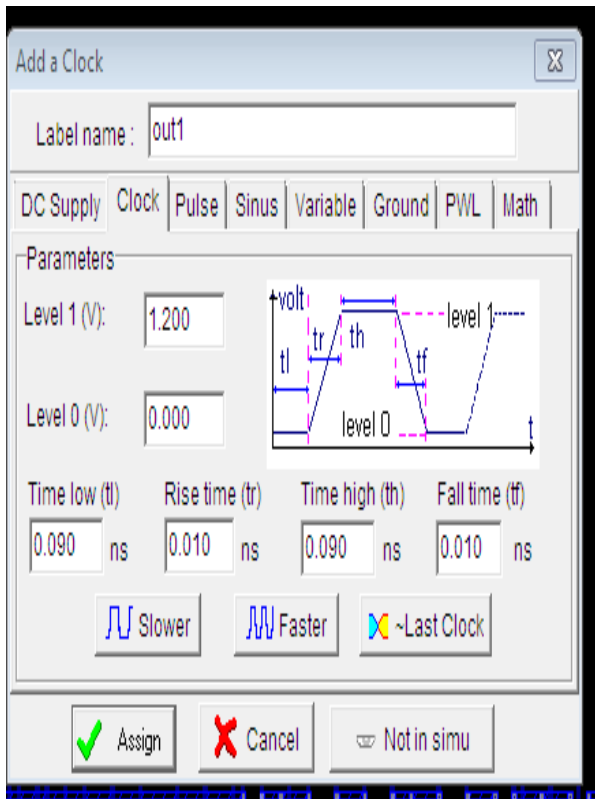 Add a Clock
Label name : out1
DC Supply Clock Pulse Sinus Variable Ground PWL Math
Parameters
Level 1 (V): 1.200
Level 0 (V): 0.000
volt
level 1
tr th
tl tf
level 0
t
Time low (tl) Rise time (tr) Time high (th) Fall time (tf)
0.090 ns 0.010 ns 0.090 ns 0.010 ns
Slower Faster ~Last Clock
Assign Cancel Not in simu